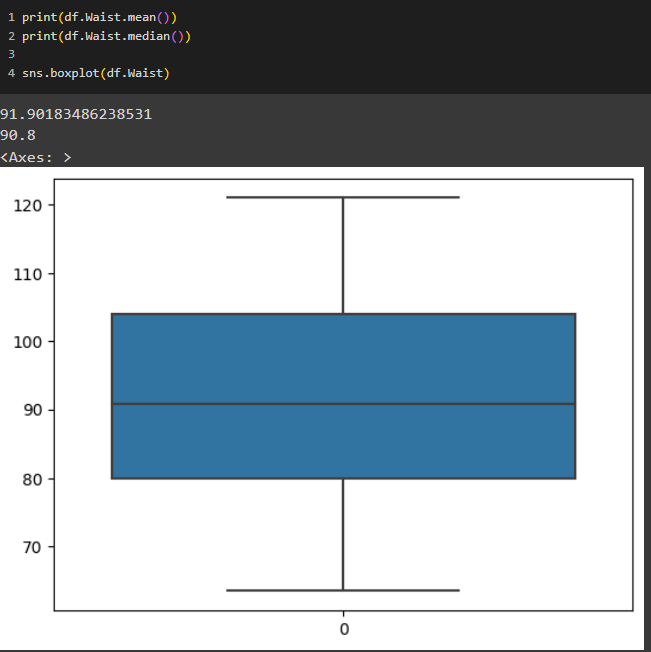 1 print(df.Waist.mean())
2 print(df.Waist.median())
3
4 sns.boxplot(df.Waist)
91.90183486238531
90.8
<Axes: >
120
110
100
90
80
70
0